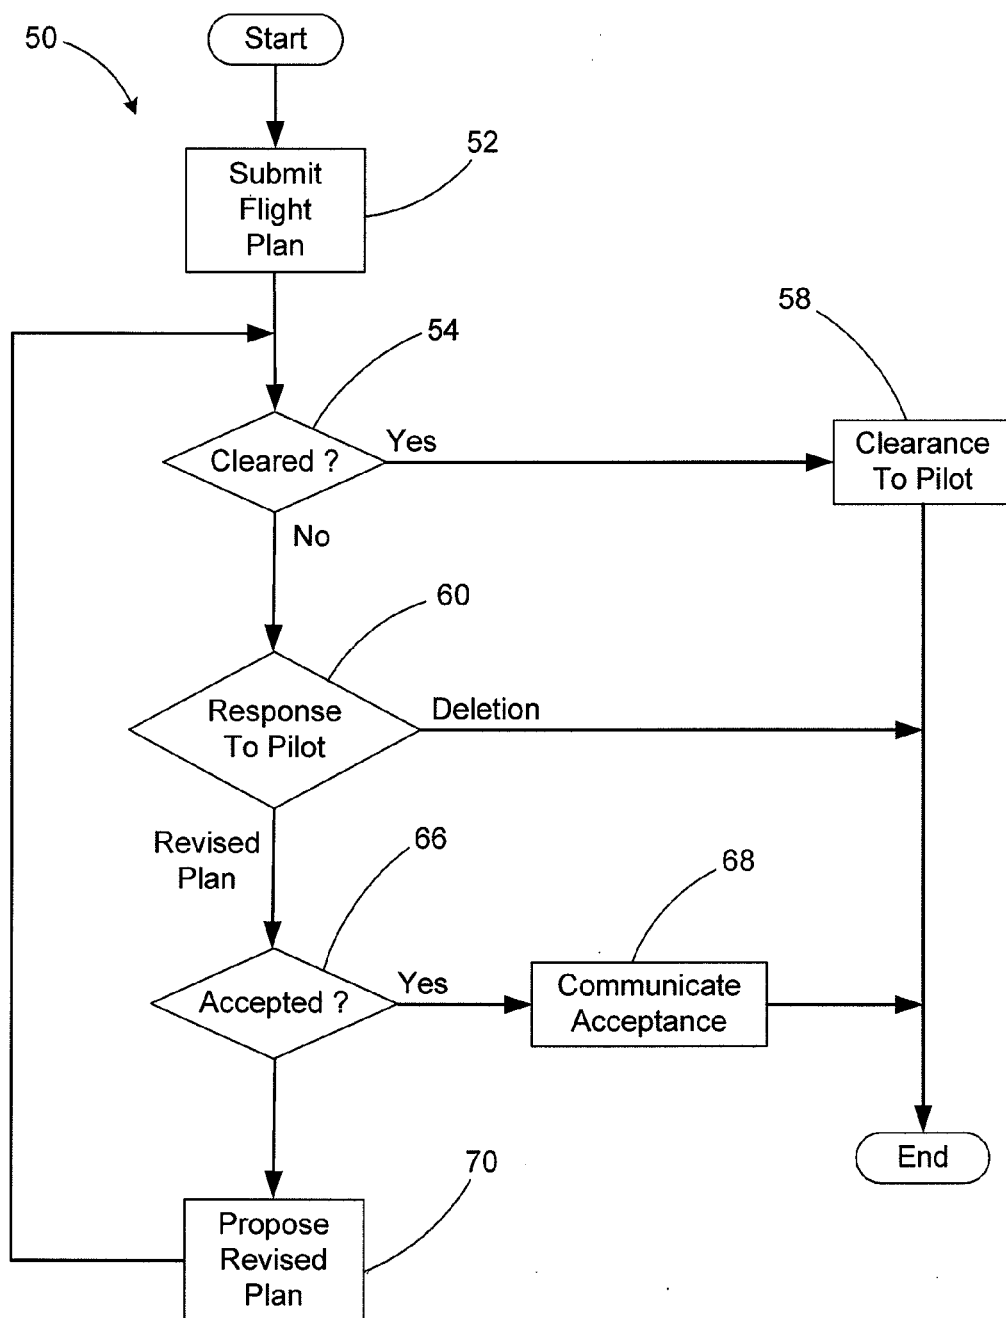 50
Start
52
Submit
Flight
Plan
58
54
Cleared ?
Yes
Clearance
To Pilot
No
60
Response
To Pilot
Deletion
Revised
Plan
66
68
Accepted ?
Yes
Communicate
Acceptance
End
70
Propose
Revised
Plan